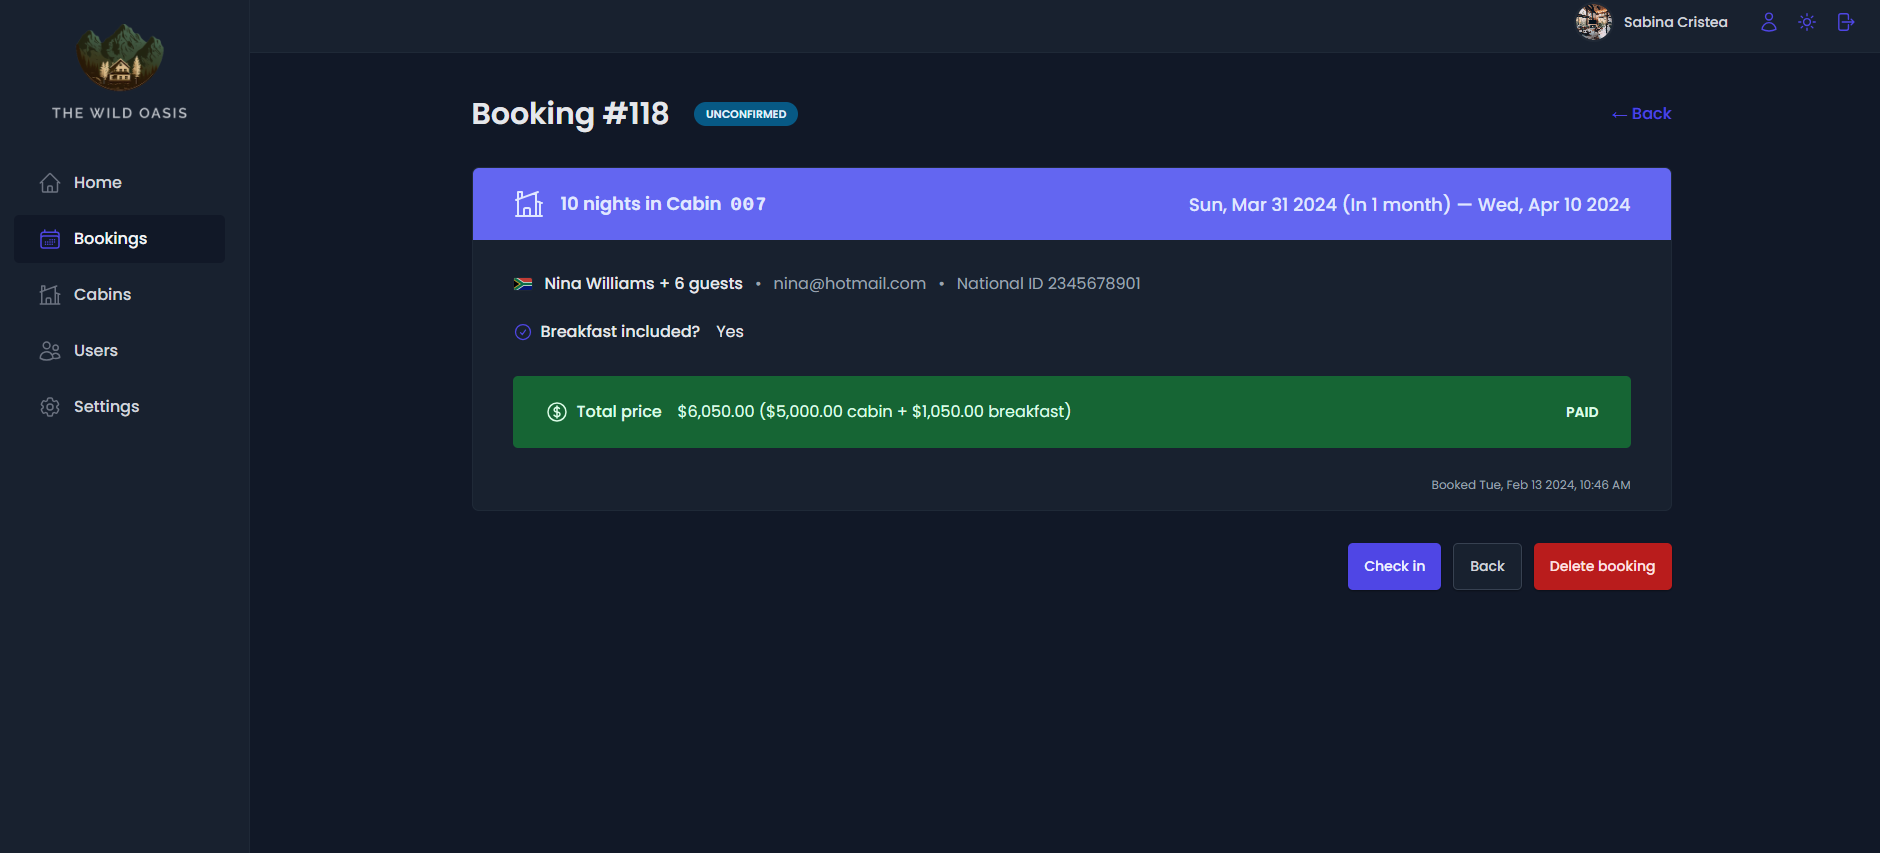 THE WILD OASIS
Home
Bookings
Cabins
Users
Settings
Sabina Cristea
Booking #118 UNCONFIRMED ← Back
10 nights in Cabin 007 Sun, Mar 31 2024 (In 1 month) — Wed, Apr 10 2024
Nina Williams + 6 guests • nina@hotmail.com • National ID 2345678901
Breakfast included? Yes
Total price $6,050.00 ($5,000.00 cabin + $1,050.00 breakfast) PAID
Booked Tue, Feb 13 2024, 10:46 AM
Check in Back Delete booking